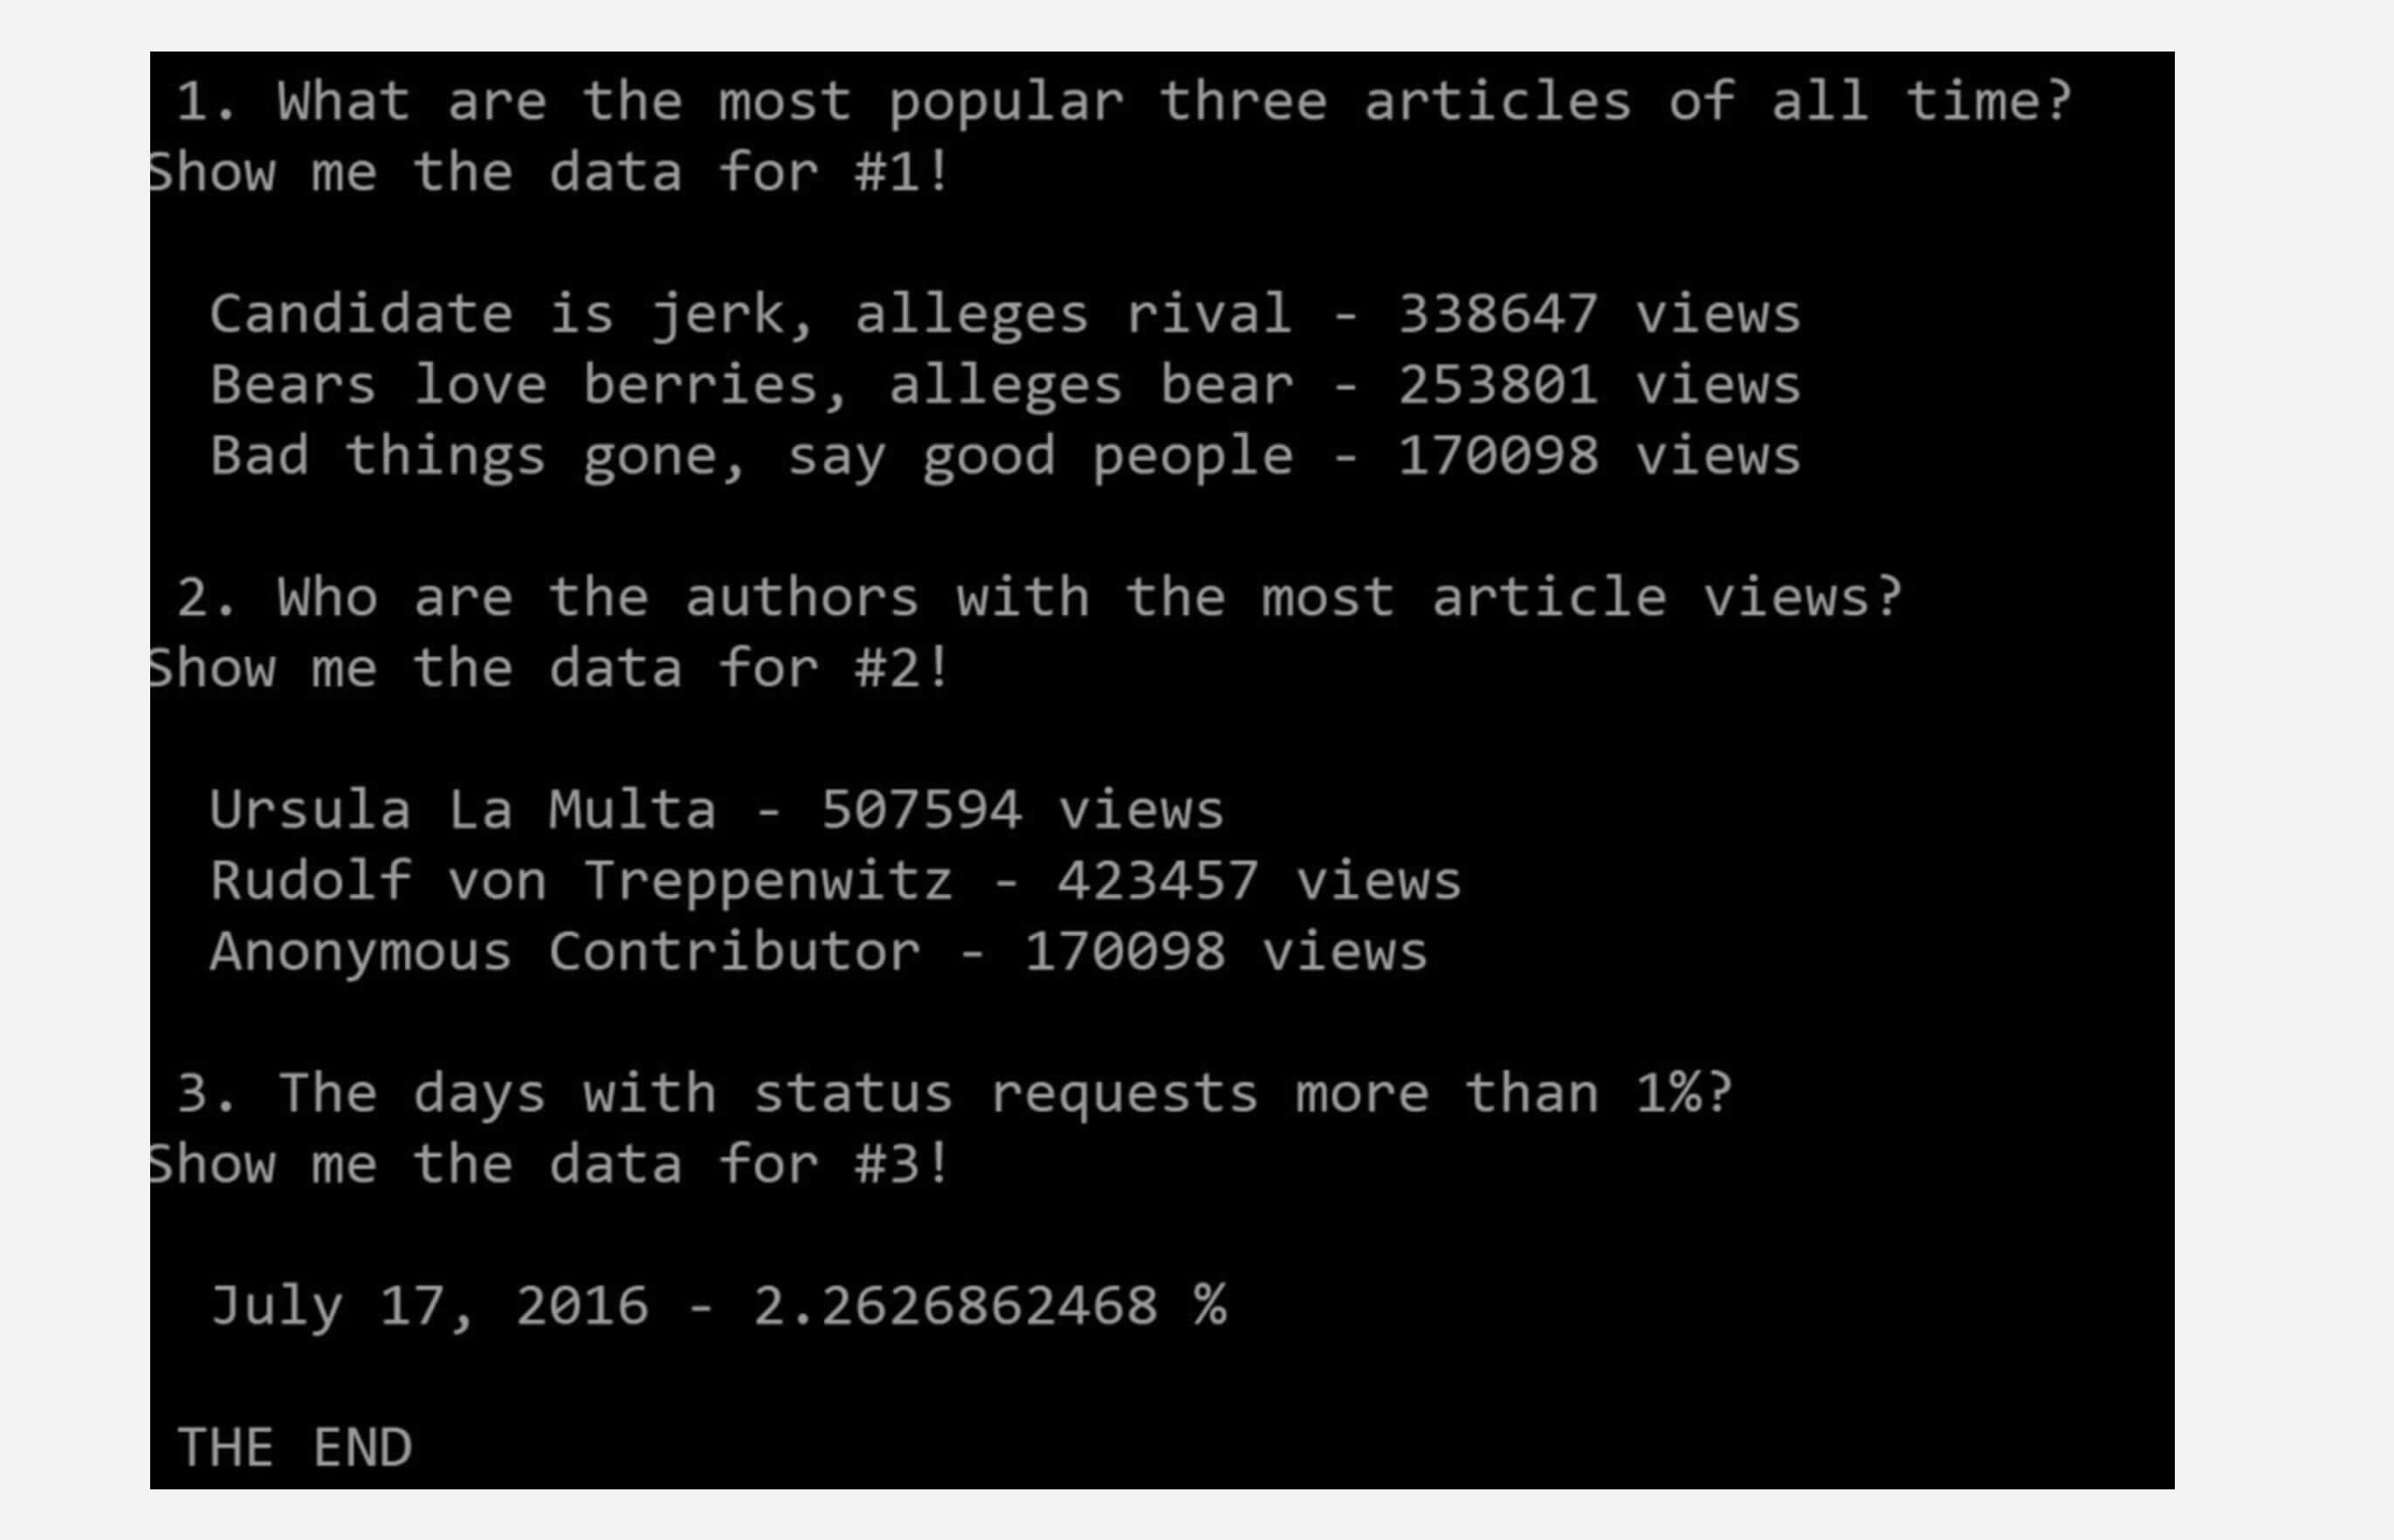 1. What are the most popular three articles of all time?
Show me the data for #1!
Candidate is jerk, alleges rival - 338647 views
Bears love berries, alleges bear - 253801 views
Bad things gone, say good people - 170098 views
2. Who are the authors with the most article views?
Show me the data for #2!
Ursula La Multa - 507594 views
Rudolf von Treppenwitz - 423457 views
Anonymous Contributor - 170098 views
3. The days with status requests more than 1%?
Show me the data for #3!
July 17, 2016 - 2.2626862468 %
THE END